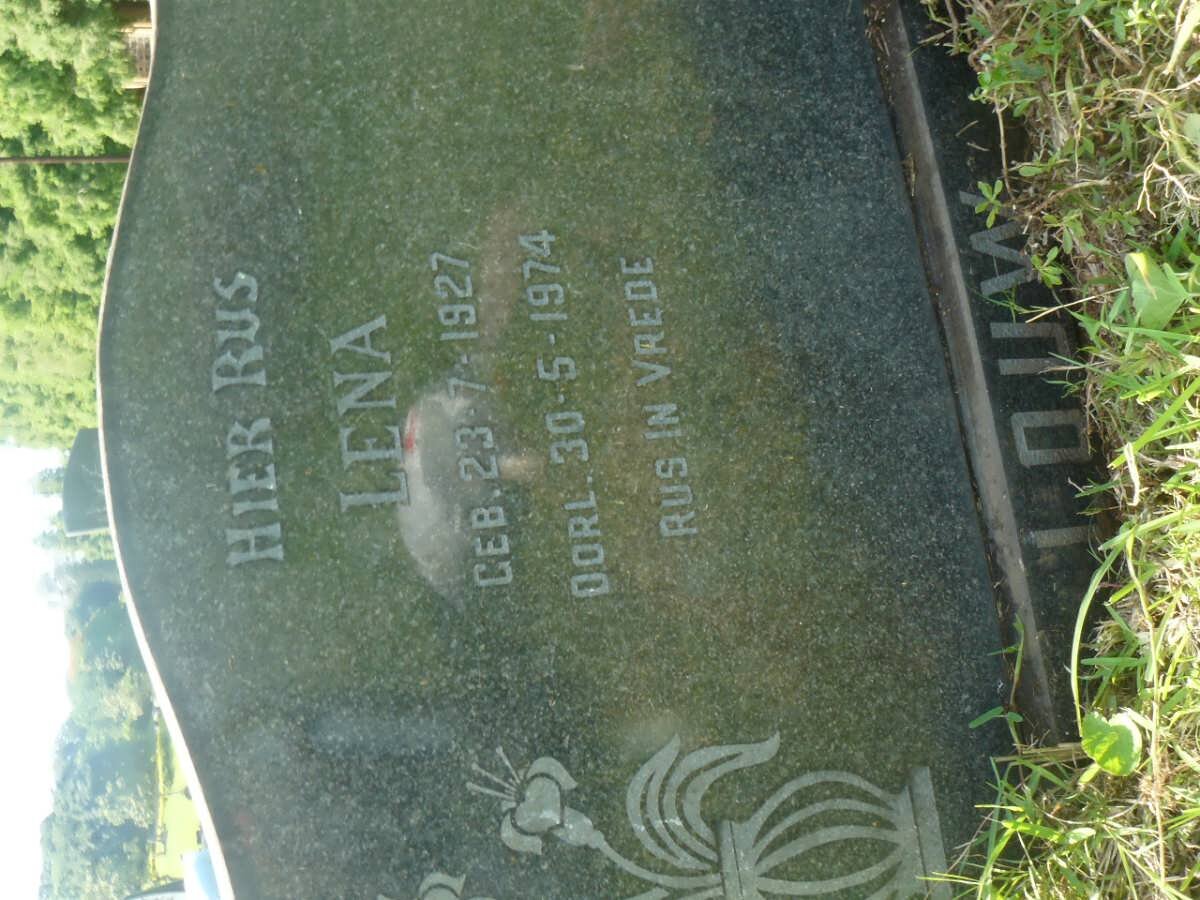 HIER RUS
LENA
GEB. 23-7-1927
OORL. 30-5-1974
RUS IN VREDE
LOUW